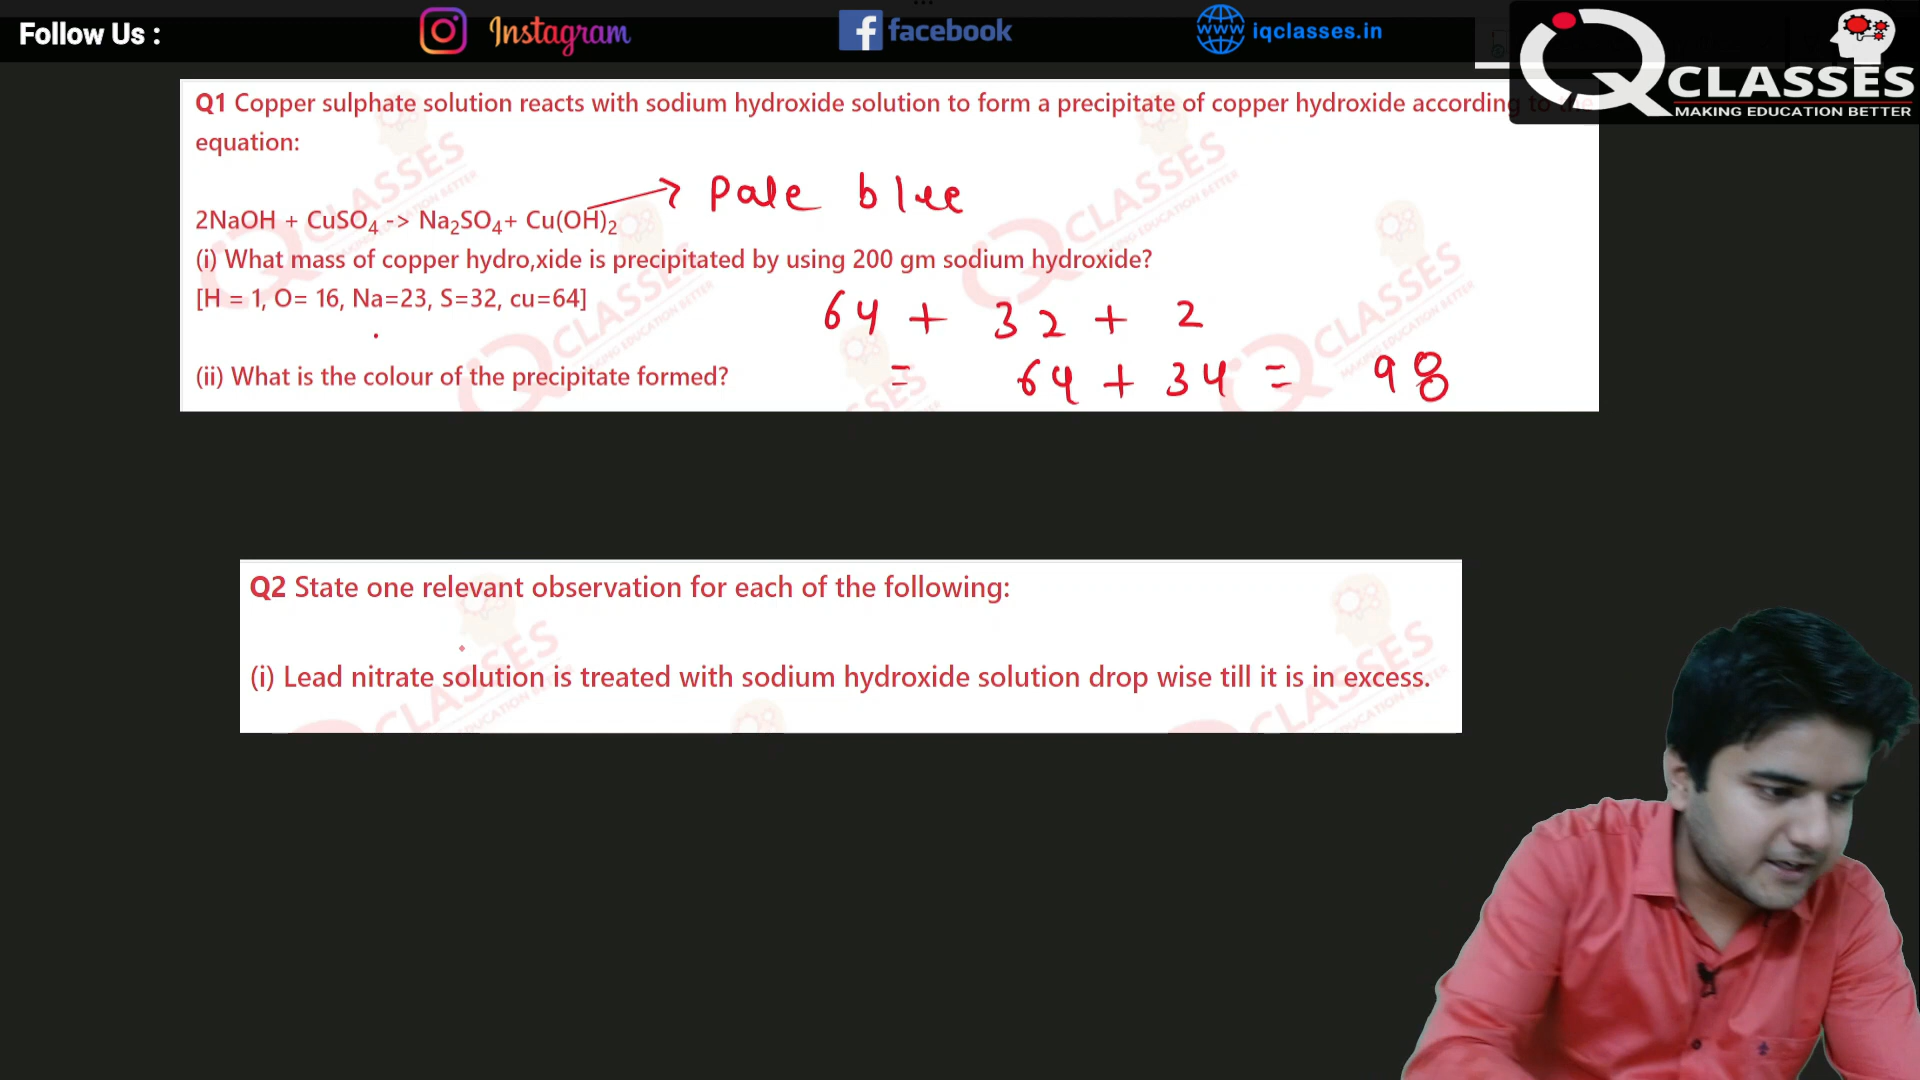 Follow Us :
Instagram
facebook
www iqclasses.in
iQ CLASSES
MAKING EDUCATION BETTER
Q1 Copper sulphate solution reacts with sodium hydroxide solution to form a precipitate of copper hydroxide according to
equation:
Pale blue
2NaOH + CuSO₄ -> Na₂SO₄+ Cu(OH)₂
(i) What mass of copper hydro,xide is precipitated by using 200 gm sodium hydroxide?
[H = 1, O= 16, Na=23, S=32, cu=64]
64 + 32 + 2
(ii) What is the colour of the precipitate formed?
= 64 + 34 = 98
Q2 State one relevant observation for each of the following:
(i) Lead nitrate solution is treated with sodium hydroxide solution drop wise till it is in excess.